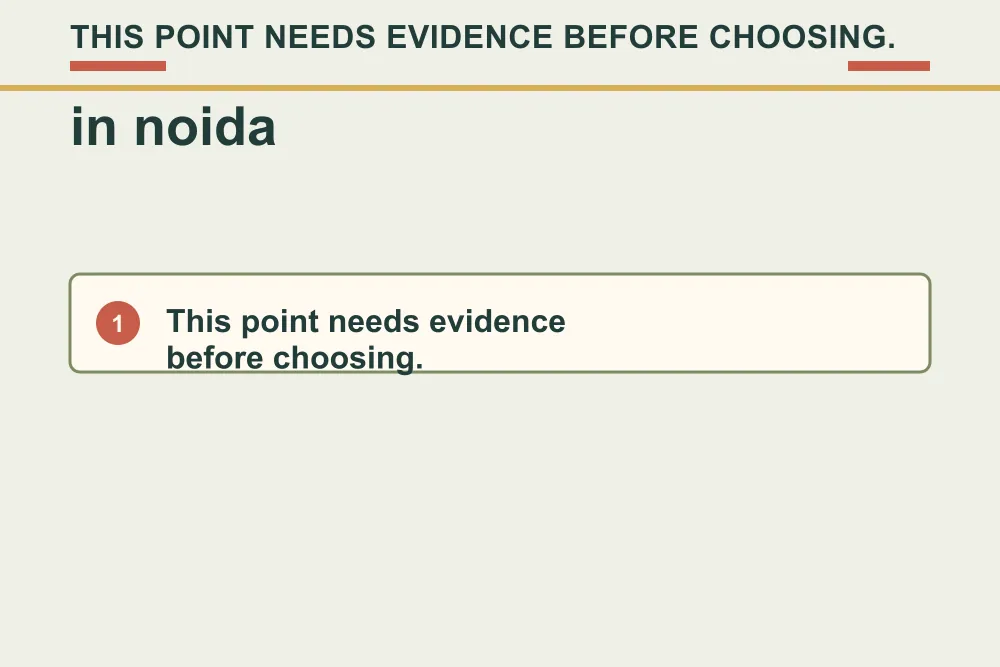 THIS POINT NEEDS EVIDENCE BEFORE CHOOSING.
in noida
1
This point needs evidence
before choosing.